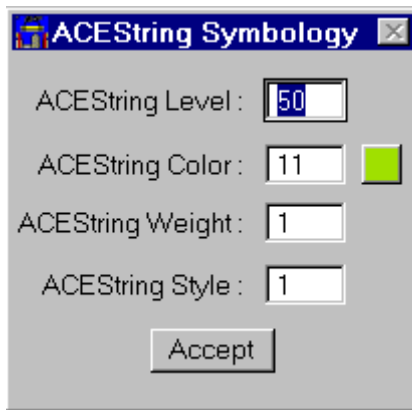 ACEString Symbology
ACEString Level : 50
ACEString Color : 11
ACEString Weight : 1
ACEString Style : 1
Accept